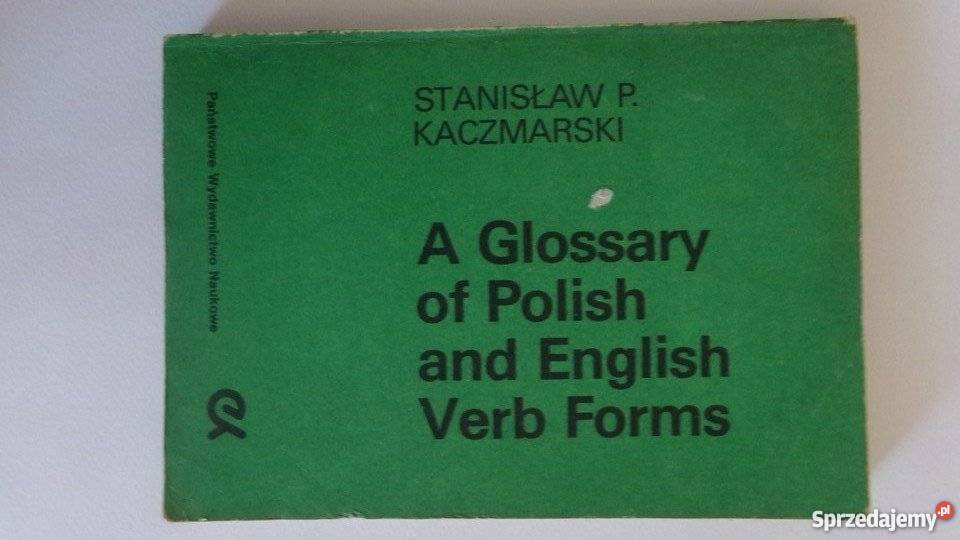 STANISŁAW P.
KACZMARSKI
A Glossary
of Polish
and English
Verb Forms
Państwowe Wydawnictwo Naukowe
Sprzedajemy.pl